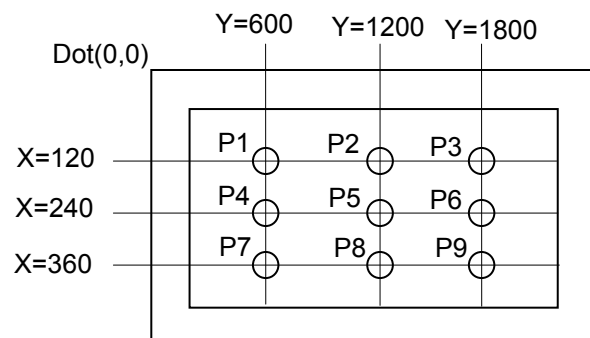 Y=600 Y=1200 Y=1800
Dot(0,0)
P1 P2 P3
X=120
P4 P5 P6
X=240
P7 P8 P9
X=360